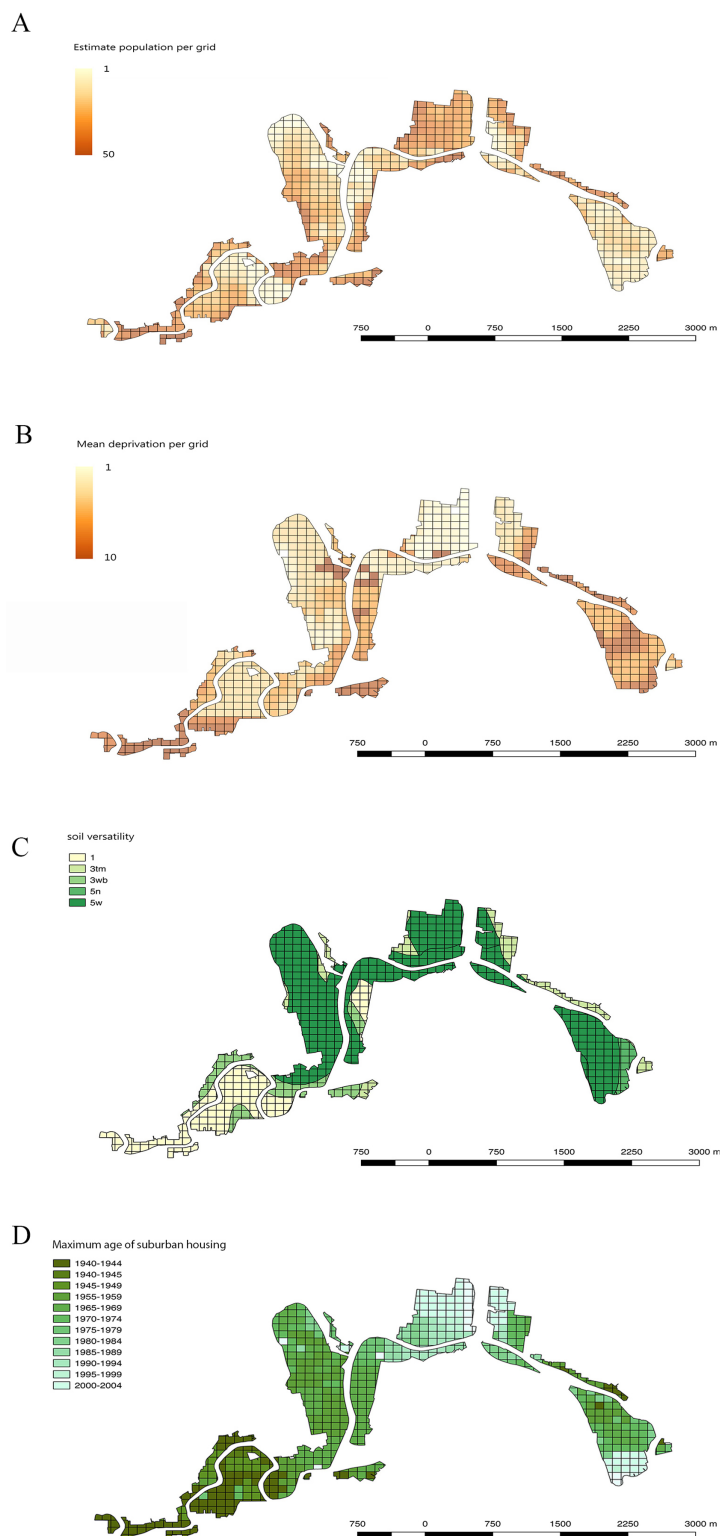 A
Estimate population per grid
1
50
750 0 750 1500 2250 3000 m
B
Mean deprivation per grid
1
10
750 0 750 1500 2250 3000 m
C
soil versatility
1
3tm
3wb
5n
5w
750 0 750 1500 2250 3000 m
D
Maximum age of suburban housing
1940-1944
1940-1945
1945-1949
1955-1959
1965-1969
1970-1974
1975-1979
1980-1984
1985-1989
1990-1994
1995-1999
2000-2004
750 0 750 1500 2250 3000 m